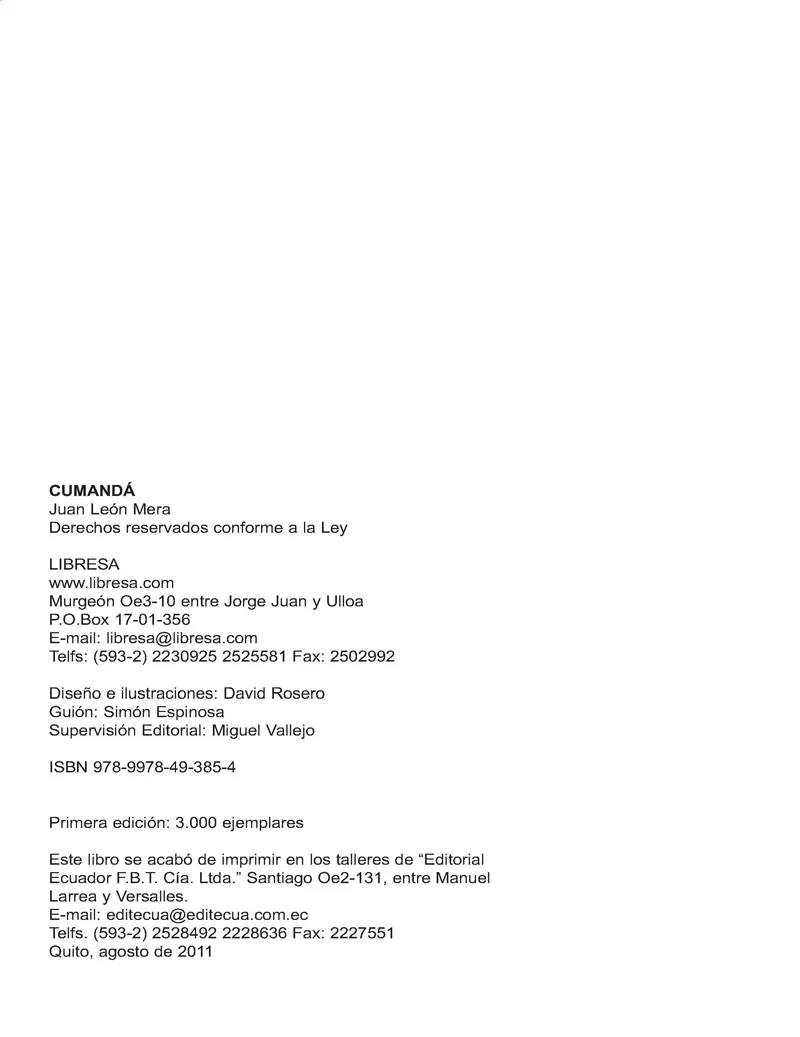 CUMANDÁ
Juan León Mera
Derechos reservados conforme a la Ley
LIBRESA
www.libresa.com
Murgeón Oe3-10 entre Jorge Juan y Ulloa
P.O.Box 17-01-356
E-mail: libresa@libresa.com
Telfs: (593-2) 2230925 2525581 Fax: 2502992
Diseño e ilustraciones: David Rosero
Guión: Simón Espinosa
Supervisión Editorial: Miguel Vallejo
ISBN 978-9978-49-385-4
Primera edición: 3.000 ejemplares
Este libro se acabó de imprimir en los talleres de “Editorial
Ecuador F.B.T. Cía. Ltda.” Santiago Oe2-131, entre Manuel
Larrea y Versalles.
E-mail: editecua@editecua.com.ec
Telfs. (593-2) 2528492 2228636 Fax: 2227551
Quito, agosto de 2011